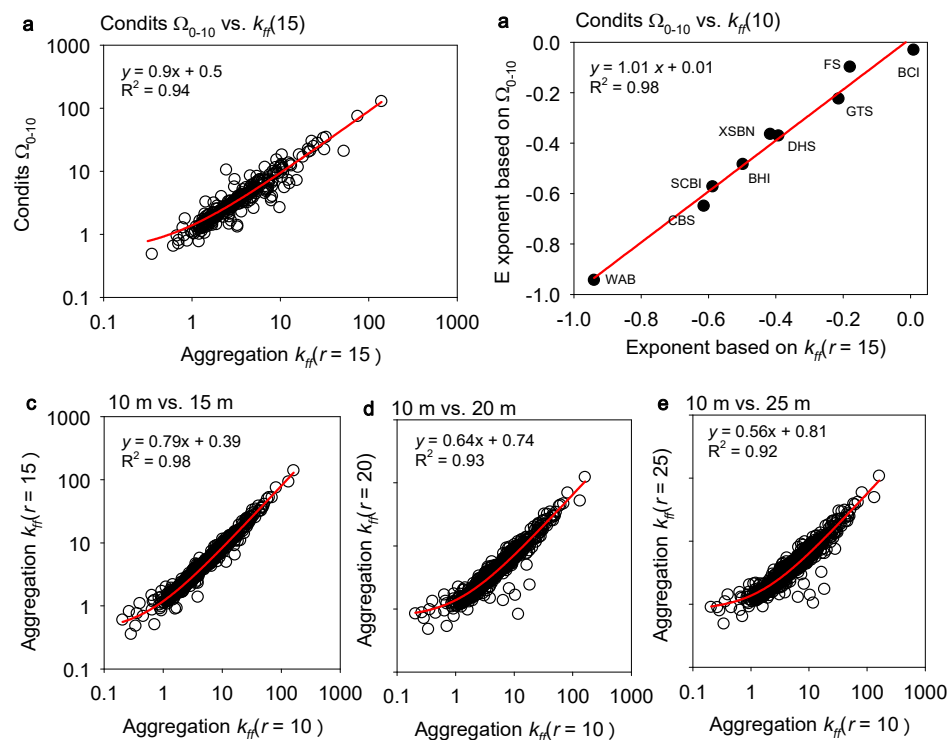 a Condits Ω0-10 vs. kff(15)
1000
100
10
1
0.1
y = 0.9x + 0.5
R² = 0.94
Condits Ω0-10
0.1 1 10 100 1000
Aggregation kff(r = 15 )
a Condits Ω0-10 vs. kff(10)
0.0
-0.2
-0.4
-0.6
-0.8
-1.0
y = 1.01 x + 0.01
R² = 0.98
FS
BCI
GTS
XSBN
DHS
BHI
SCBI
CBS
WAB
E xponent based on Ω0-10
-1.0 -0.8 -0.6 -0.4 -0.2 0.0
Exponent based on kff(r = 15)
c 10 m vs. 15 m
1000
100
10
1
0.1
y = 0.79x + 0.39
R² = 0.98
Aggregation kff(r = 15)
0.1 1 10 100 1000
Aggregation kff(r = 10 )
d 10 m vs. 20 m
y = 0.64x + 0.74
R² = 0.93
Aggregation kff(r = 20)
0.1 1 10 100 1000
Aggregation kff(r = 10 )
e 10 m vs. 25 m
y = 0.56x + 0.81
R² = 0.92
Aggregation kff(r = 25)
0.1 1 10 100 1000
Aggregation kff(r = 10 )